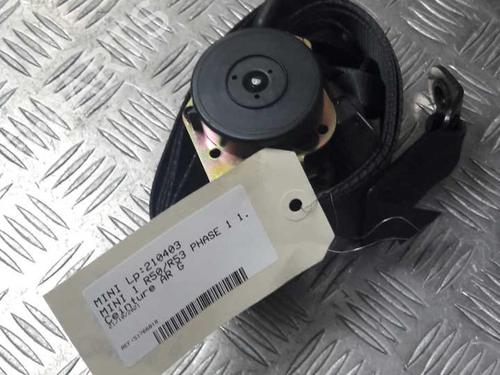 MINI LP:210403
MINI 1 R50/R53 PHASE 1 1.
Ceinture AR G